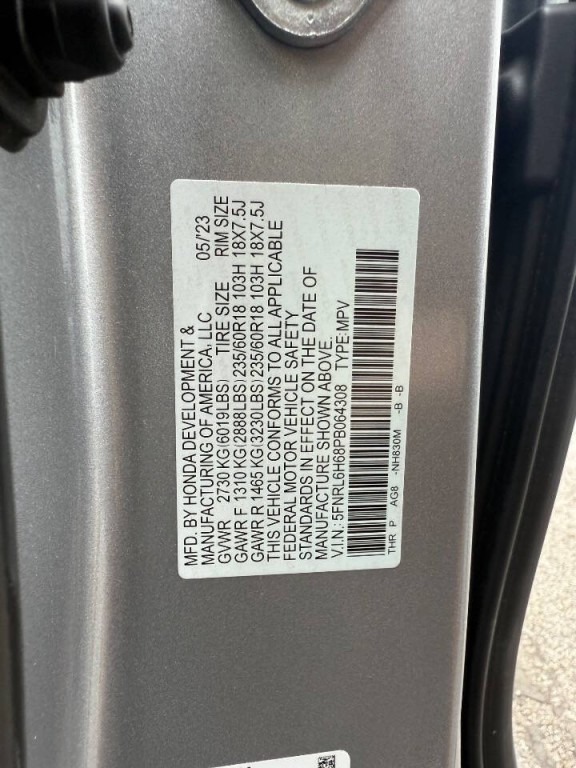 MFD. BY HONDA DEVELOPMENT &
MANUFACTURING OF AMERICA, LLC 05/'23
GVWR 2730 KG(6019LBS) TIRE SIZE RIM SIZE
GAWR F 1310 KG(2888LBS) 235/60R18 103H 18X7.5J
GAWR R 1465 KG(3230LBS) 235/60R18 103H 18X7.5J
THIS VEHICLE CONFORMS TO ALL APPLICABLE
FEDERAL MOTOR VEHICLE SAFETY
STANDARDS IN EFFECT ON THE DATE OF
MANUFACTURE SHOWN ABOVE.
V.I.N.:5FNRL6H68PB064308 TYPE:MPV
THR P AG8 -NH830M -B -B